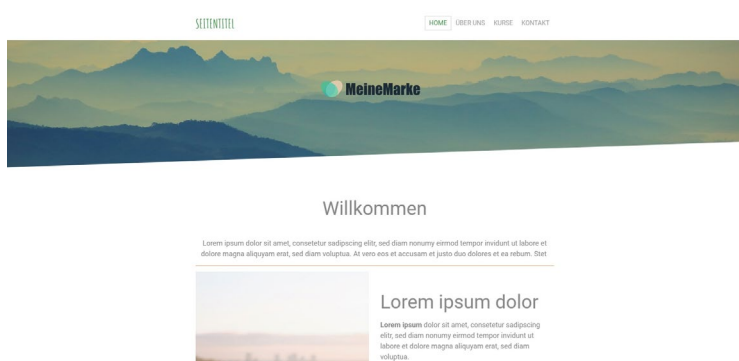 SEITENTITEL
HOME ÜBER UNS KURSE KONTAKT
MeineMarke
Willkommen
Lorem ipsum dolor sit amet, consetetur sadipscing elitr, sed diam nonumy eirmod tempor invidunt ut labore et
dolore magna aliquyam erat, sed diam voluptua. At vero eos et accusam et justo duo dolores et ea rebum. Stet
Lorem ipsum dolor
Lorem ipsum dolor sit amet, consetetur sadipscing
elitr, sed diam nonumy eirmod tempor invidunt ut
labore et dolore magna aliquyam erat, sed diam
voluptua.